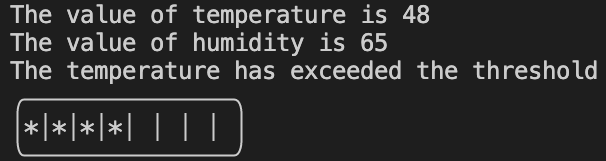 The value of temperature is 48
The value of humidity is 65
The temperature has exceeded the threshold
*|*|*|*| | | |